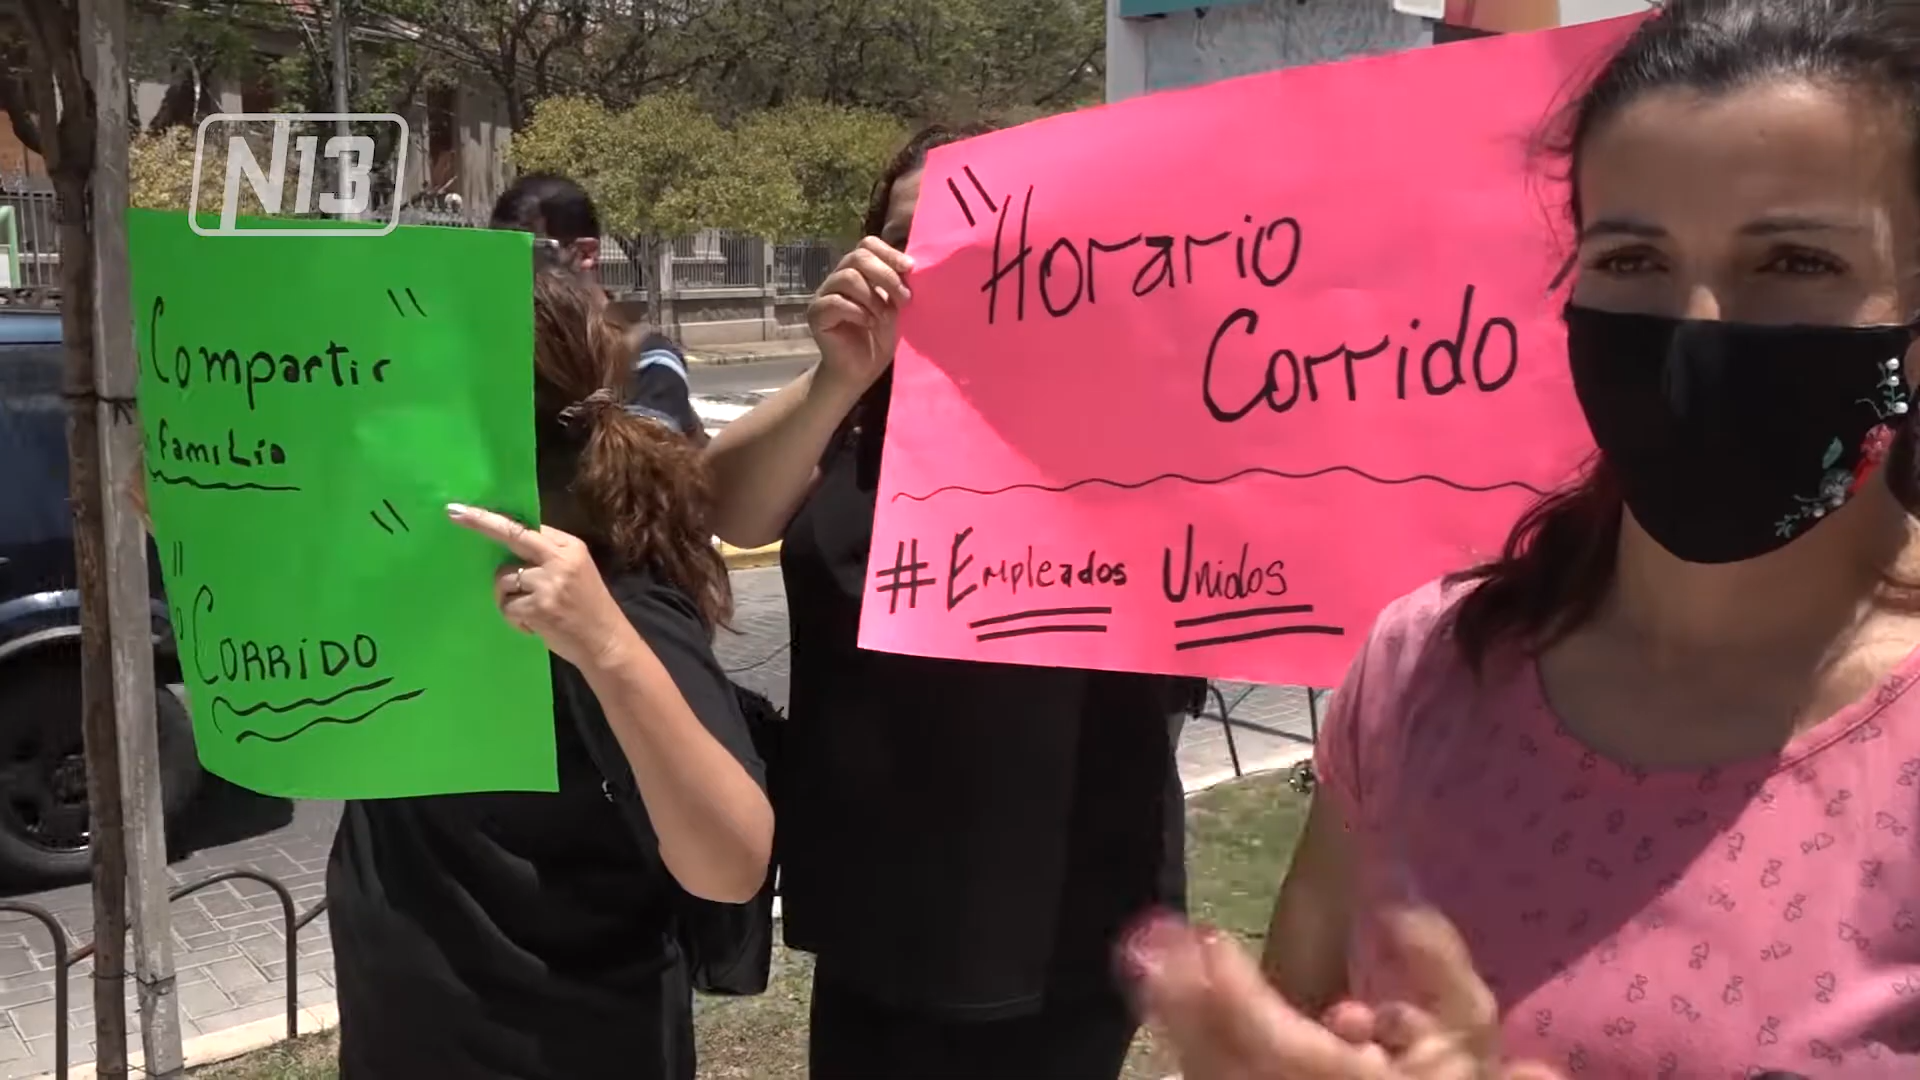 N13
Compartir "
familia
"
" Corrido
"Horario
Corrido
#Empleados Unidos